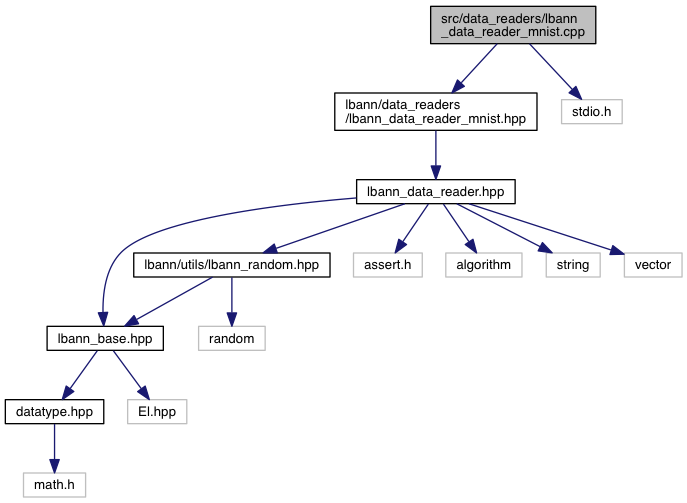 src/data_readers/lbann
_data_reader_mnist.cpp
lbann/data_readers
/lbann_data_reader_mnist.hpp
stdio.h
lbann_data_reader.hpp
lbann/utils/lbann_random.hpp
assert.h
algorithm
string
vector
lbann_base.hpp
random
datatype.hpp
El.hpp
math.h